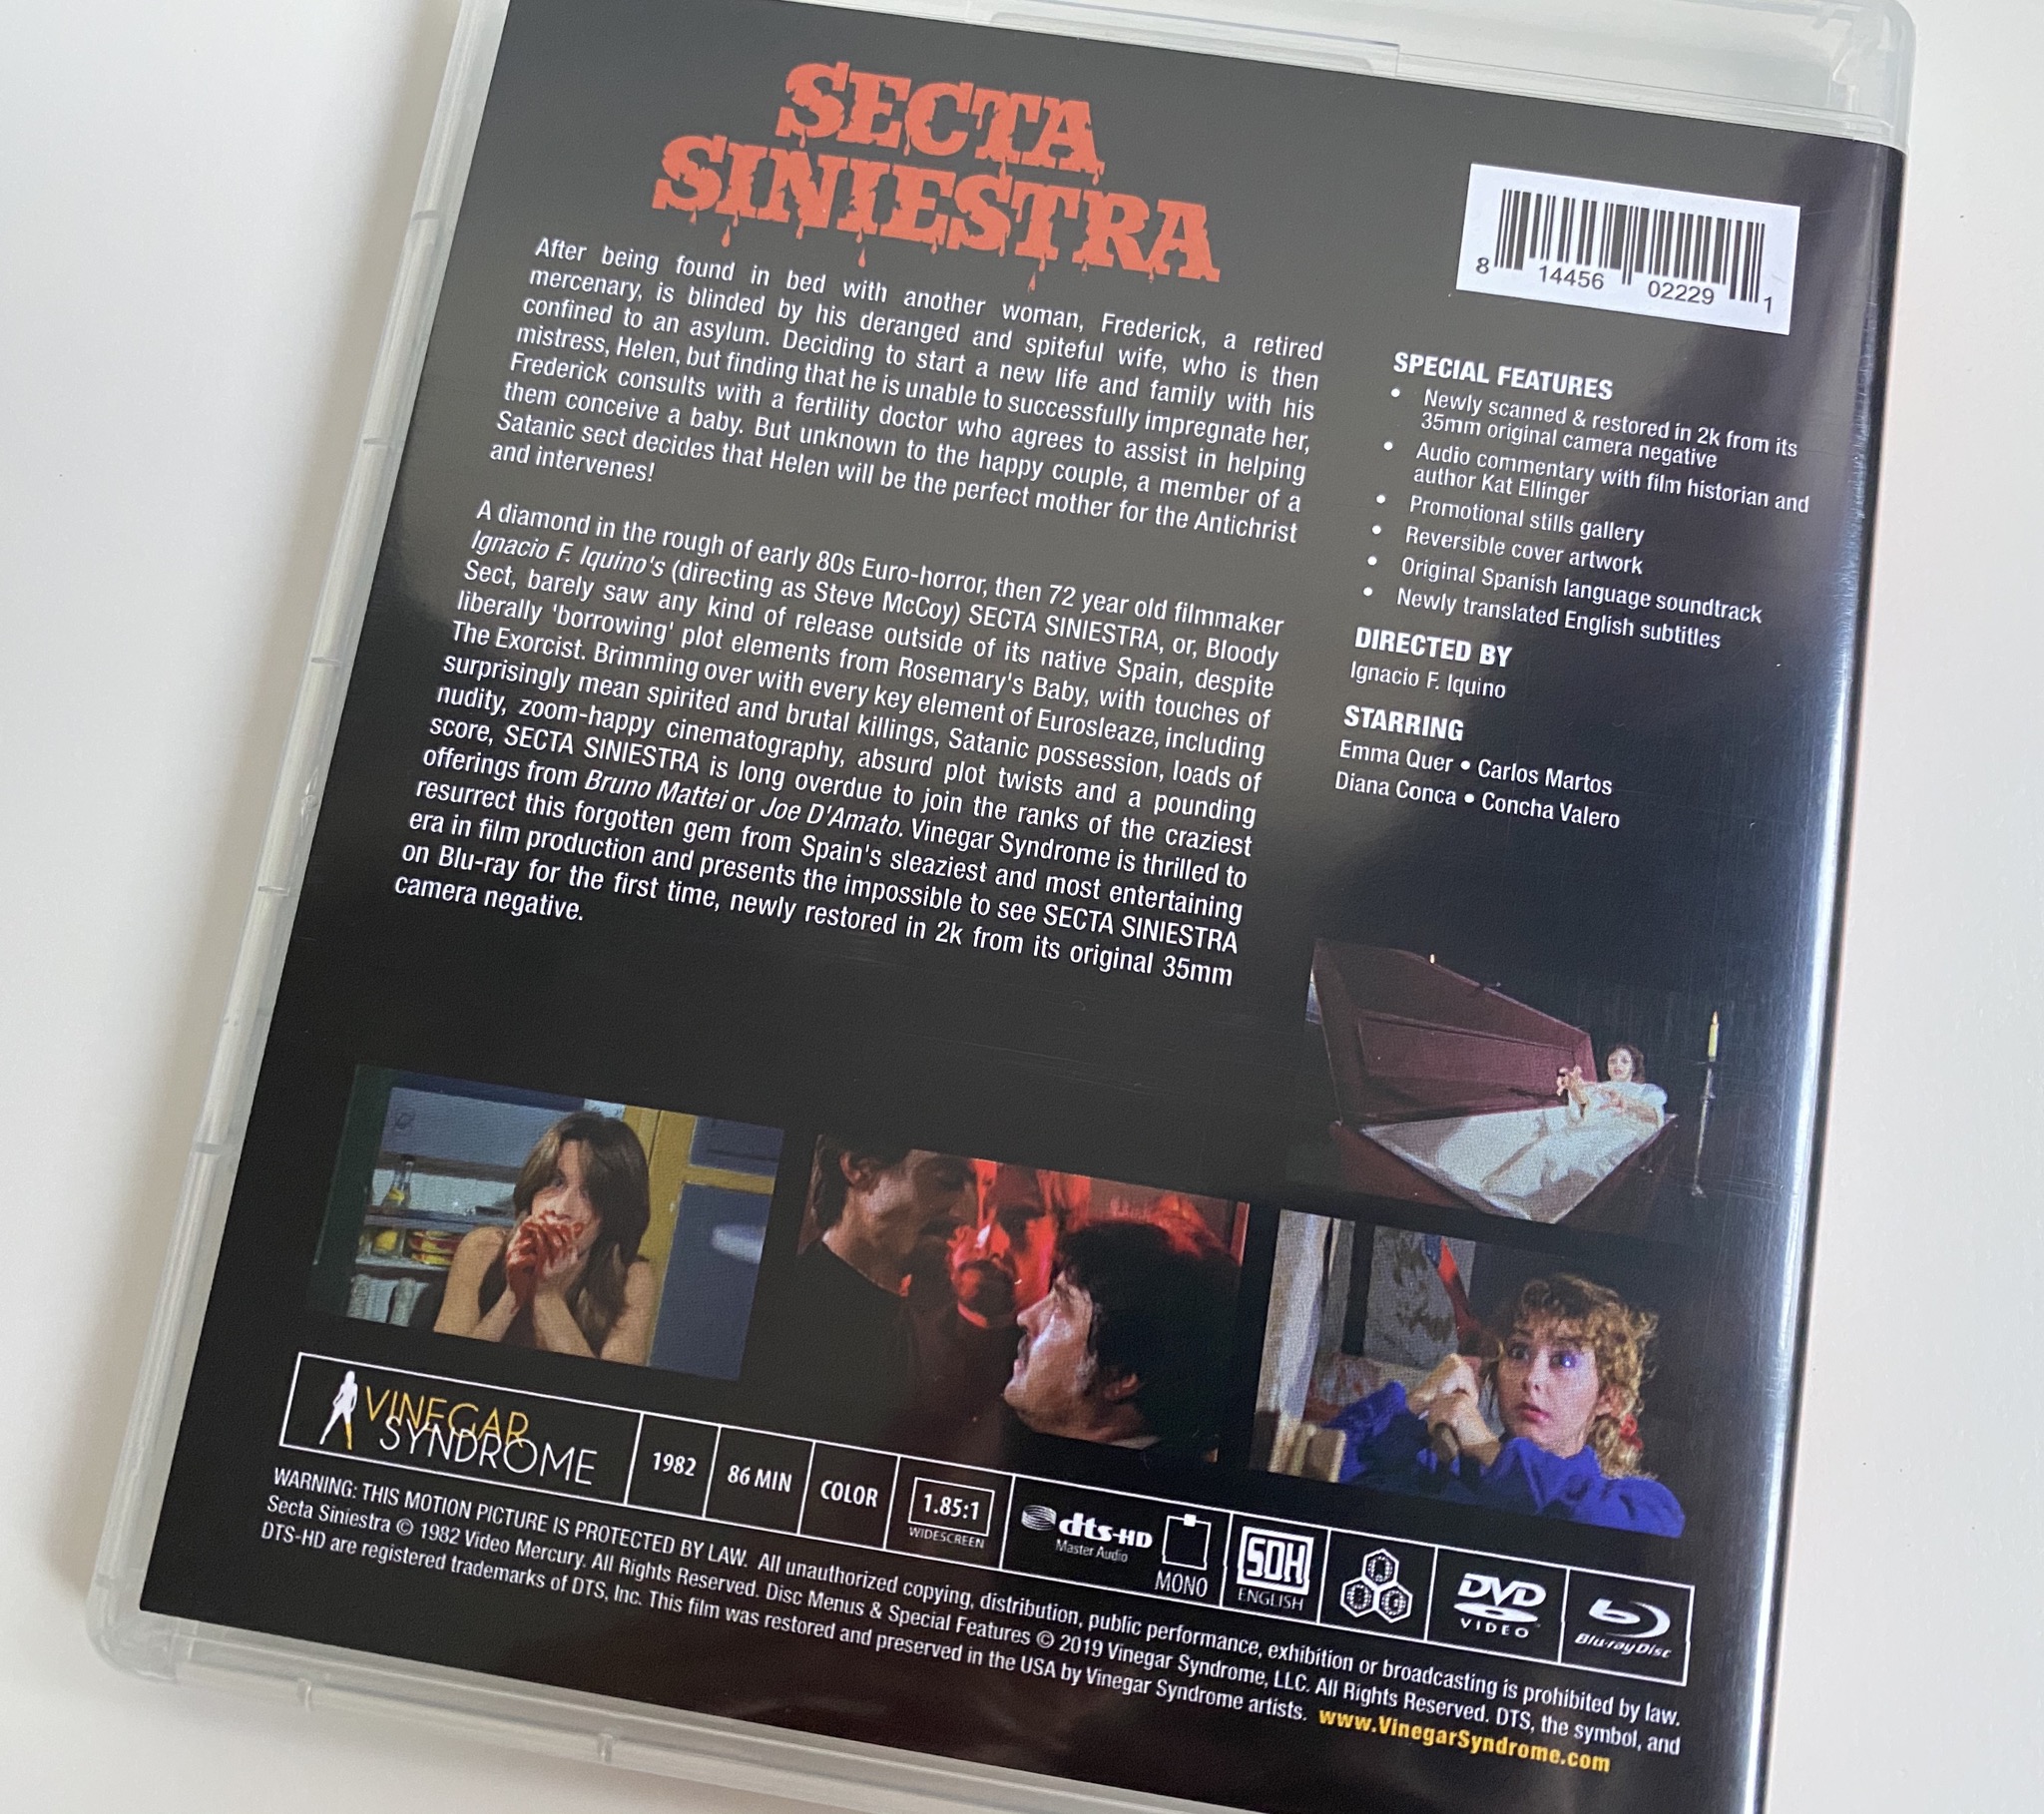 SECTA
SINIESTRA
After being found in bed with another woman, Frederick, a retired
mercenary, is blinded by his deranged and spiteful wife, who is then
confined to an asylum. Deciding to start a new life and family with his
mistress, Helen, but finding that he is unable to successfully impregnate her,
Frederick consults with a fertility doctor who agrees to assist in helping
them conceive a baby. But unknown to the happy couple, a member of a
Satanic sect decides that Helen will be the perfect mother for the Antichrist
and intervenes!
A diamond in the rough of early 80s Euro-horror, then 72 year old filmmaker
Ignacio F. Iquino's (directing as Steve McCoy) SECTA SINIESTRA, or, Bloody
Sect, barely saw any kind of release outside of its native Spain, despite
liberally 'borrowing' plot elements from Rosemary's Baby, with touches of
The Exorcist. Brimming over with every key element of Eurosleaze, including
surprisingly mean spirited and brutal killings, Satanic possession, loads of
nudity, zoom-happy cinematography, absurd plot twists and a pounding
score, SECTA SINIESTRA is long overdue to join the ranks of the craziest
offerings from Bruno Mattei or Joe D'Amato. Vinegar Syndrome is thrilled to
resurrect this forgotten gem from Spain's sleaziest and most entertaining
era in film production and presents the impossible to see SECTA SINIESTRA
on Blu-ray for the first time, newly restored in 2k from its original 35mm
camera negative.
8 14456 02229 1
SPECIAL FEATURES
• Newly scanned & restored in 2k from its
35mm original camera negative
• Audio commentary with film historian and
author Kat Ellinger
• Promotional stills gallery
• Reversible cover artwork
• Original Spanish language soundtrack
• Newly translated English subtitles
DIRECTED BY
Ignacio F. Iquino
STARRING
Emma Quer • Carlos Martos
Diana Conca • Concha Valero
VINEGAR
SYNDROME
1982
86 MIN
COLOR
1.85:1
WIDESCREEN
dts-HD
Master Audio
MONO
SDH
ENGLISH
DVD
VIDEO
Blu-ray Disc
WARNING: THIS MOTION PICTURE IS PROTECTED BY LAW. All unauthorized copying, distribution, public performance, exhibition or broadcasting is prohibited by law.
Secta Siniestra © 1982 Video Mercury. All Rights Reserved. Disc Menus & Special Features © 2019 Vinegar Syndrome, LLC. All Rights Reserved. DTS, the symbol, and
DTS-HD are registered trademarks of DTS, Inc. This film was restored and preserved in the USA by Vinegar Syndrome artists. www.VinegarSyndrome.com